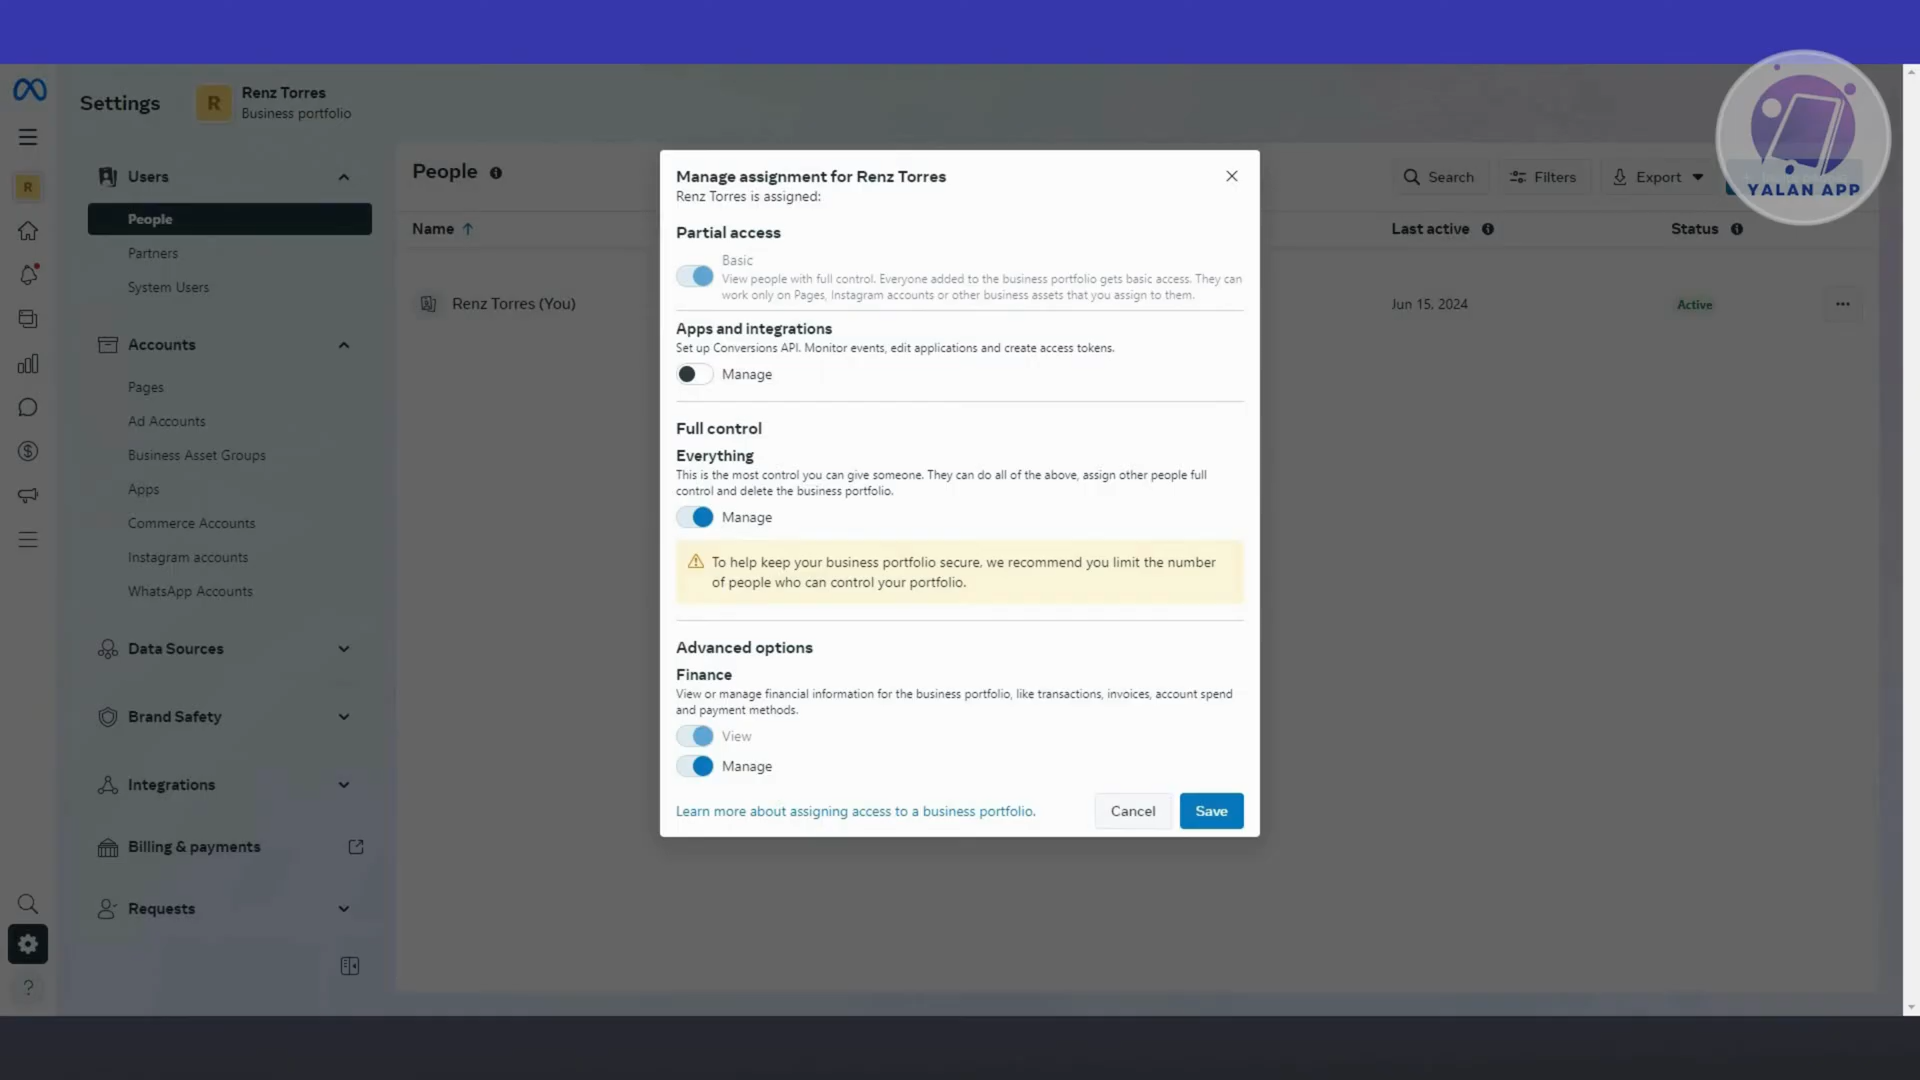 Settings
R
Renz Torres
Business portfolio
YALAN APP
R
Users
People
Partners
System Users
Accounts
Pages
Ad Accounts
Business Asset Groups
Apps
Commerce Accounts
Instagram accounts
WhatsApp Accounts
Data Sources
Brand Safety
Integrations
Billing & payments
Requests
?
People
Search
Filters
Export
Name
Last active
Status
Renz Torres (You)
Jun 15, 2024
Active
Manage assignment for Renz Torres
Renz Torres is assigned:
Partial access
Basic
View people with full control. Everyone added to the business portfolio gets basic access. They can
work only on Pages, Instagram accounts or other business assets that you assign to them.
Apps and integrations
Set up Conversions API. Monitor events, edit applications and create access tokens.
Manage
Full control
Everything
This is the most control you can give someone. They can do all of the above, assign other people full
control and delete the business portfolio.
Manage
To help keep your business portfolio secure, we recommend you limit the number
of people who can control your portfolio.
Advanced options
Finance
View or manage financial information for the business portfolio, like transactions, invoices, account spend
and payment methods.
View
Manage
Learn more about assigning access to a business portfolio.
Cancel
Save